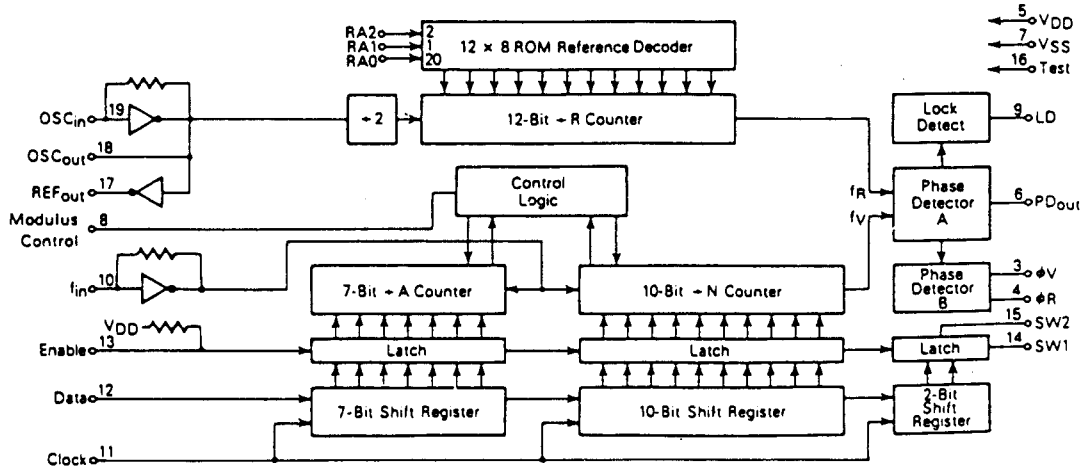 RA2 2
RA1 1
RA0 20
12 × 8 ROM Reference Decoder
5 VDD
7 VSS
16 Test
OSCin 19
÷ 2
12-Bit ÷ R Counter
Lock Detect
9 LD
OSCout 18
REFout 17
Control Logic
fR
fV
Phase Detector A
6 PDout
Modulus Control 8
fin 10
7-Bit ÷ A Counter
10-Bit ÷ N Counter
Phase Detector B
3 ϕV
4 ϕR
VDD
15 SW2
Enable 13
Latch
Latch
Latch
14 SW1
Data 12
7-Bit Shift Register
10-Bit Shift Register
2-Bit Shift Register
Clock 11